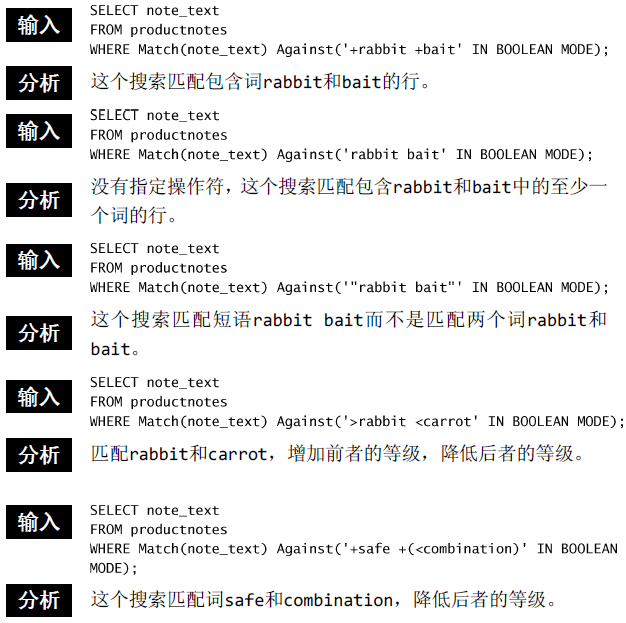 输入
SELECT note_text
FROM productnotes
WHERE Match(note_text) Against('+rabbit +bait' IN BOOLEAN MODE);
分析
这个搜索匹配包含词rabbit和bait的行。
输入
SELECT note_text
FROM productnotes
WHERE Match(note_text) Against('rabbit bait' IN BOOLEAN MODE);
分析
没有指定操作符，这个搜索匹配包含rabbit和bait中的至少一
个词的行。
输入
SELECT note_text
FROM productnotes
WHERE Match(note_text) Against('"rabbit bait"' IN BOOLEAN MODE);
分析
这个搜索匹配短语rabbit bait而不是匹配两个词rabbit和
bait。
输入
SELECT note_text
FROM productnotes
WHERE Match(note_text) Against('>rabbit <carrot' IN BOOLEAN MODE);
分析
匹配rabbit和carrot，增加前者的等级，降低后者的等级。
输入
SELECT note_text
FROM productnotes
WHERE Match(note_text) Against('+safe +(<combination)' IN BOOLEAN
MODE);
分析
这个搜索匹配词safe和combination，降低后者的等级。